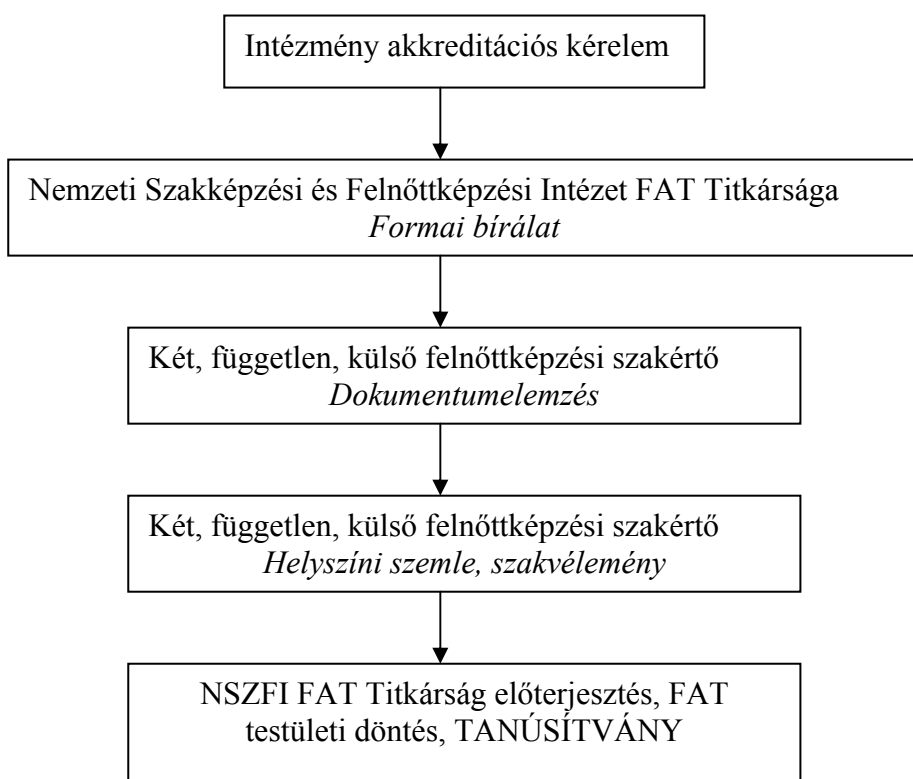 Intézmény akkreditációs kérelem
Nemzeti Szakképzési és Felnőttképzési Intézet FAT Titkársága
Formai bírálat
Két, független, külső felnőttképzési szakértő
Dokumentumelemzés
Két, független, külső felnőttképzési szakértő
Helyszíni szemle, szakvélemény
NSZFI FAT Titkárság előterjesztés, FAT
testületi döntés, TANÚSÍTVÁNY